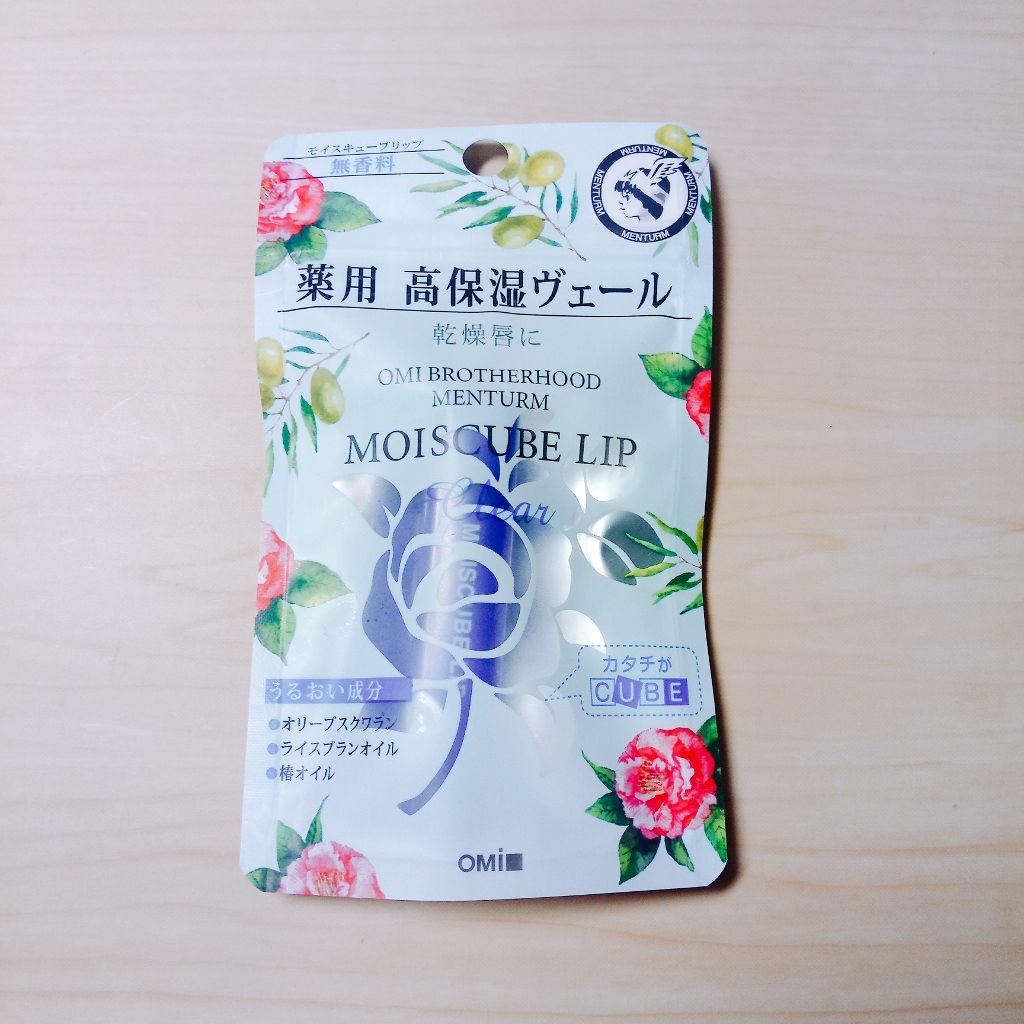 モイスキューブリップ
無香料
MENTURM
MENTURM
MENTURM
MENTURM
薬用 高保湿ヴェール
乾燥唇に
OMI BROTHERHOOD
MENTURM
MOISCUBE LIP
Clear
MOISCUBE L
カタチが
CUBE
うるおい成分
●オリーブスクワラン
●ライスブランオイル
●椿オイル
OMi